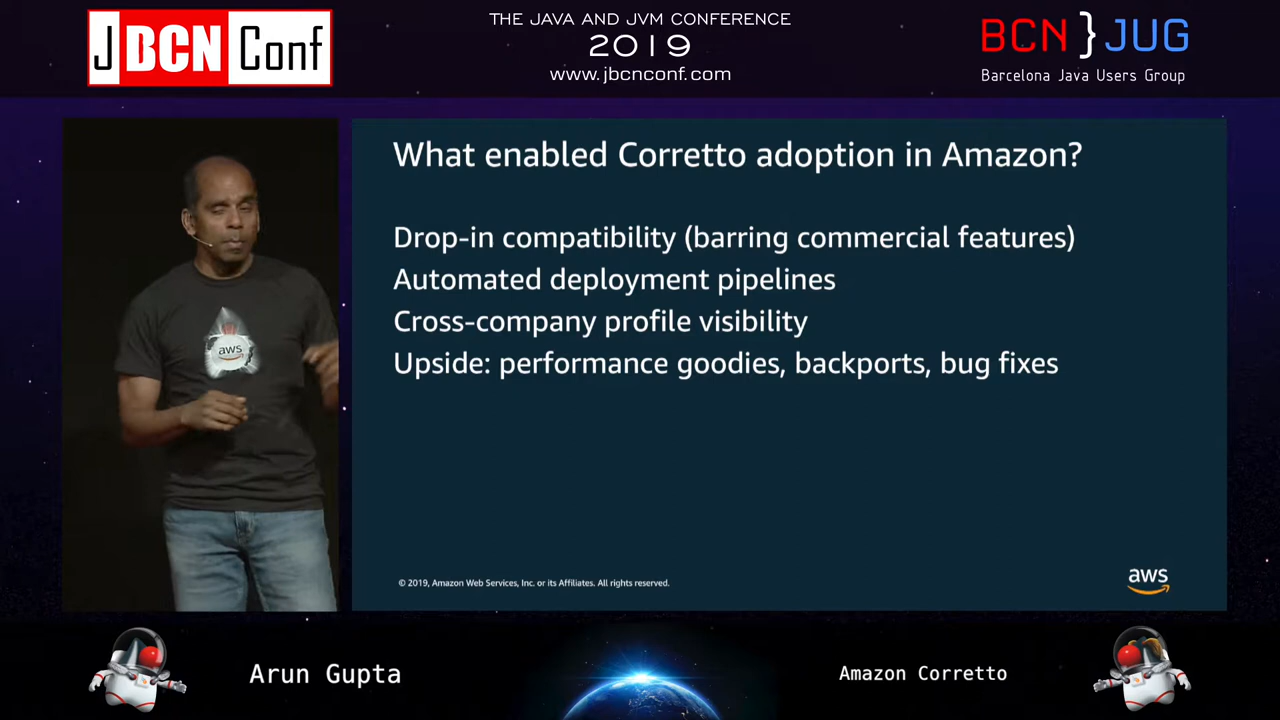 JBCNConf
THE JAVA AND JVM CONFERENCE
2019
www.jbcnconf.com
BCN}JUG
Barcelona Java Users Group
What enabled Corretto adoption in Amazon?
Drop-in compatibility (barring commercial features)
Automated deployment pipelines
Cross-company profile visibility
Upside: performance goodies, backports, bug fixes
aws
© 2019, Amazon Web Services, Inc. or its Affiliates. All rights reserved.
aws
Arun Gupta
Amazon Corretto